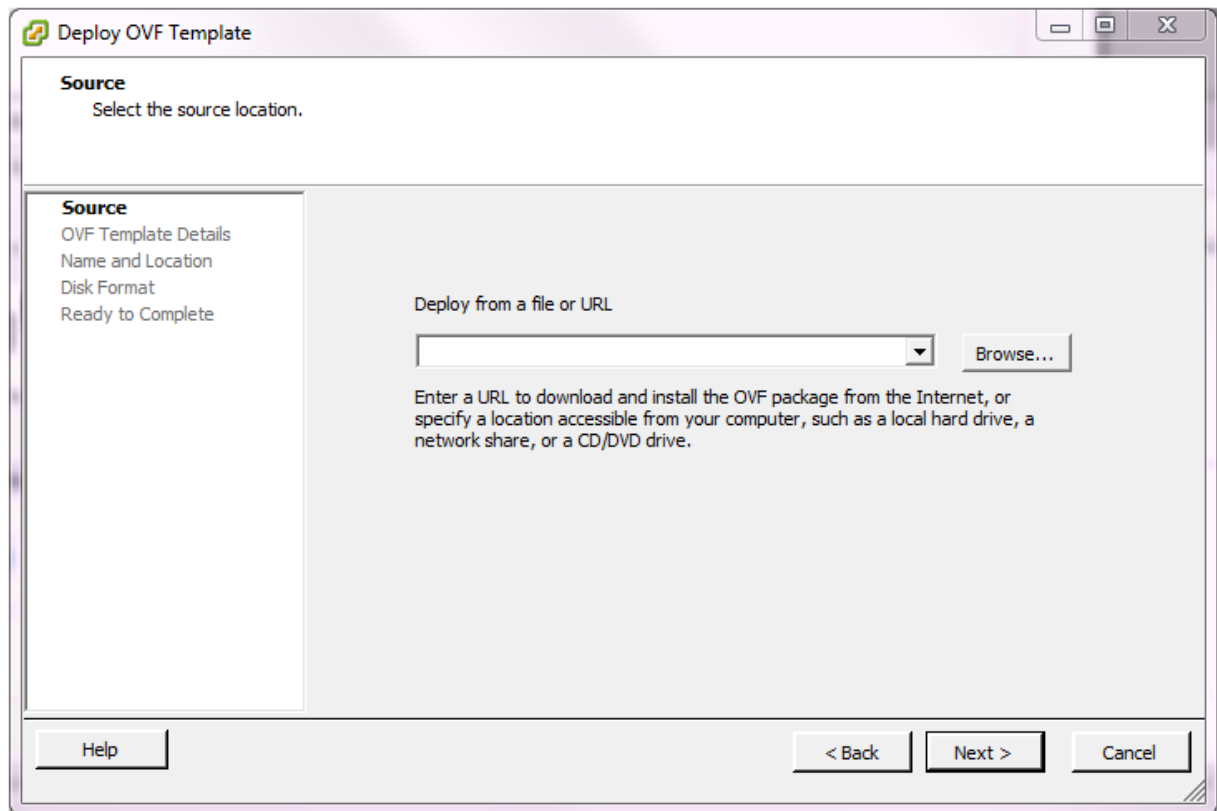 Deploy OVF Template
Source
Select the source location.
Source
OVF Template Details
Name and Location
Disk Format
Ready to Complete
Deploy from a file or URL
Browse...
Enter a URL to download and install the OVF package from the Internet, or
specify a location accessible from your computer, such as a local hard drive, a
network share, or a CD/DVD drive.
Help
< Back
Next >
Cancel